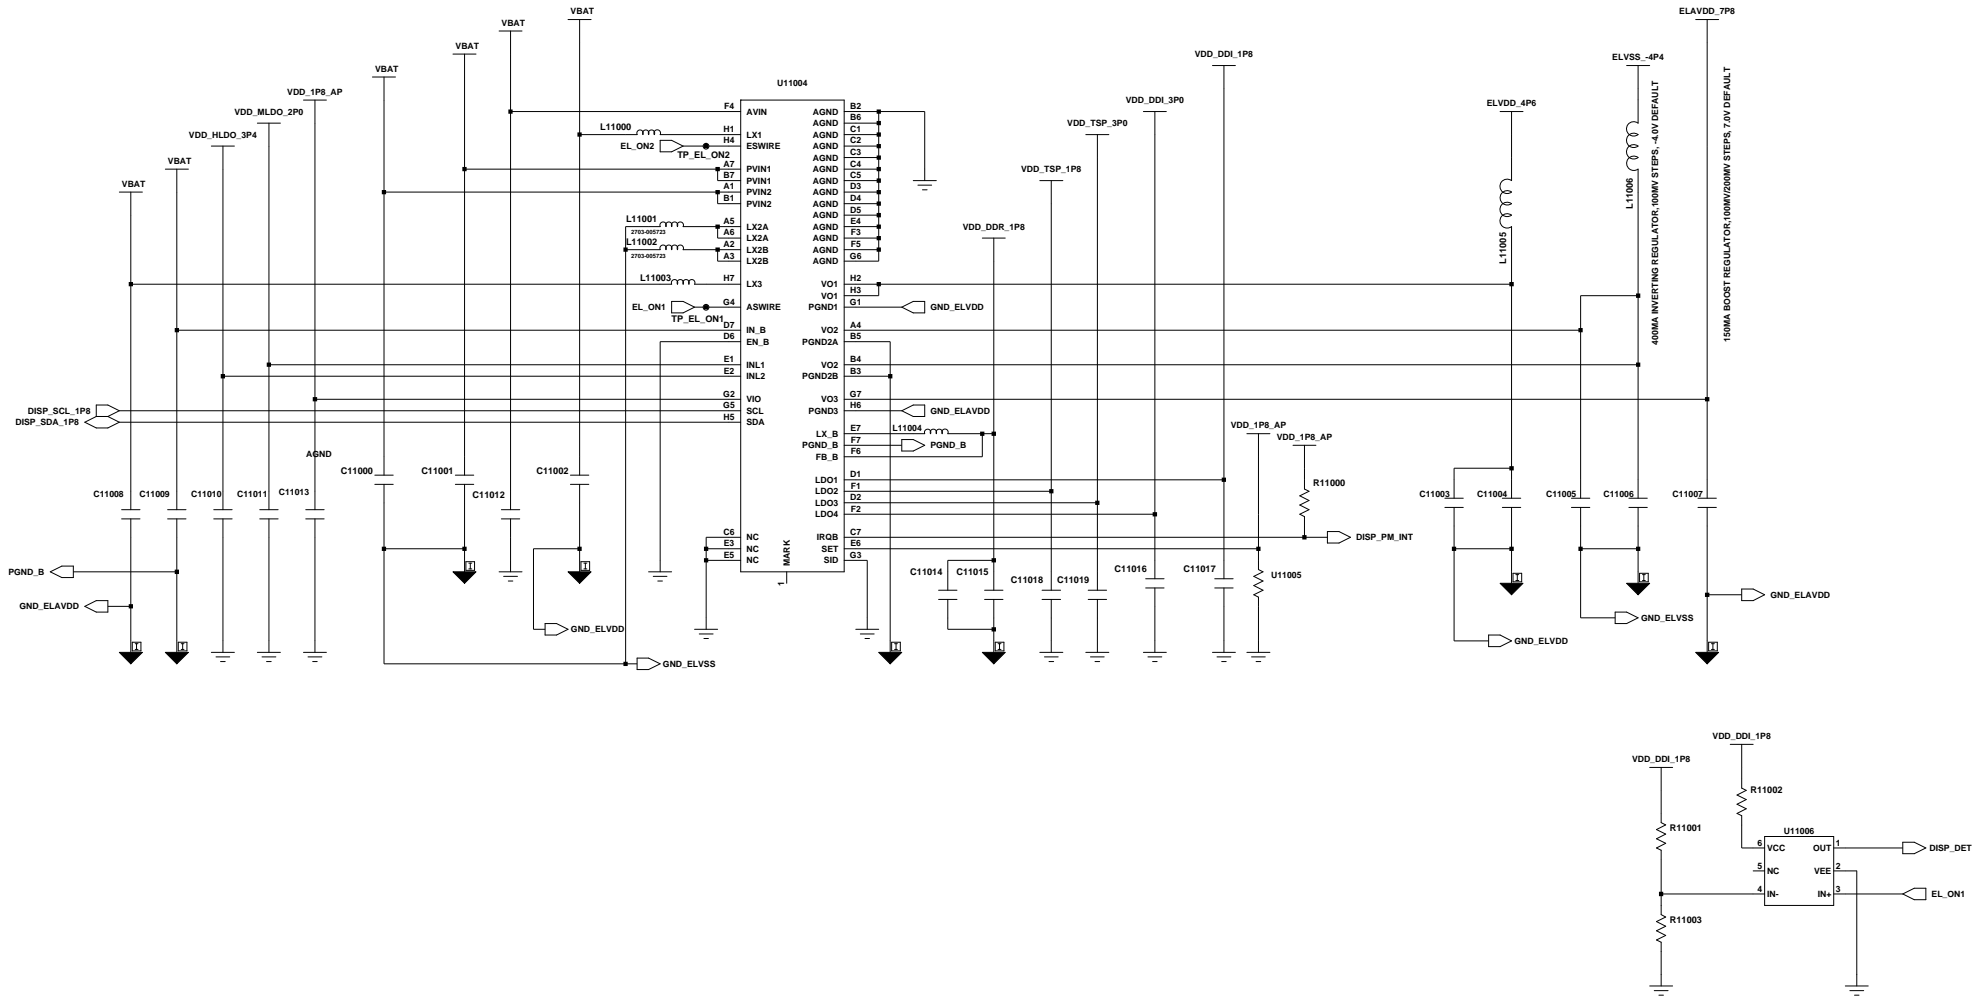 ELAVDD_7P8
VBAT
VBAT
VBAT
VBAT
VDD_DDI_1P8
ELVSS_-4P4
U11004
VDD_1P8_AP
VDD_MLDO_2P0
VDD_HLDO_3P4
VBAT
VBAT
VDD_DDI_3P0
VDD_TSP_3P0
VDD_TSP_1P8
VDD_DDR_1P8
ELVDD_4P6
L11005
L11006
400MA INVERTING REGULATOR,100MV STEPS, -4.0V DEFAULT
150MA BOOST REGULATOR,100MV/200MV STEPS, 7.0V DEFAULT
F4 AVIN
L11000 H1 LX1
EL_ON2 H4 ESWIRE
TP_EL_ON2
A7 PVIN1
B7 PVIN1
A1 PVIN2
B1 PVIN2
L11001 A5 LX2A
2703-005723
A6 LX2A
L11002 A2 LX2B
2703-005723
A3 LX2B
L11003 H7 LX3
EL_ON1 G4 ASWIRE
TP_EL_ON1
D7 IN_B
D6 EN_B
E1 INL1
E2 INL2
G2 VIO
DISP_SCL_1P8 G5 SCL
DISP_SDA_1P8 H5 SDA
C6 NC
E3 NC
E5 NC
MARK
1
AGND B2
AGND B6
AGND C1
AGND C2
AGND C3
AGND C4
AGND C5
AGND D3
AGND D4
AGND D5
AGND E4
AGND F3
AGND F5
AGND G6
VO1 H2
VO1 H3
PGND1 G1 GND_ELVDD
VO2 A4
PGND2A B5
VO2 B4
PGND2B B3
VO3 G7
PGND3 H6 GND_ELAVDD
LX_B E7 L11004
PGND_B F7 PGND_B
FB_B F6
LDO1 D1
LDO2 F1
LDO3 D2
LDO4 F2
IRQB C7 DISP_PM_INT
SET E6
SID G3
VDD_1P8_AP
VDD_1P8_AP
R11000
AGND
C11000
C11001
C11002
C11008
C11009
C11010
C11011
C11013
C11012
C11003
C11004
C11005
C11006
C11007
C11014
C11015
C11018
C11019
C11016
C11017
U11005
I
I
I
I
PGND_B
GND_ELAVDD
GND_ELAVDD
GND_ELVSS
GND_ELVDD
GND_ELVDD
I
I
I
I
I
GND_ELVSS
VDD_DDI_1P8
VDD_DDI_1P8
R11002
R11001
U11006
6 VCC OUT 1 DISP_DET
5 NC VEE 2
4 IN- IN+ 3 EL_ON1
R11003